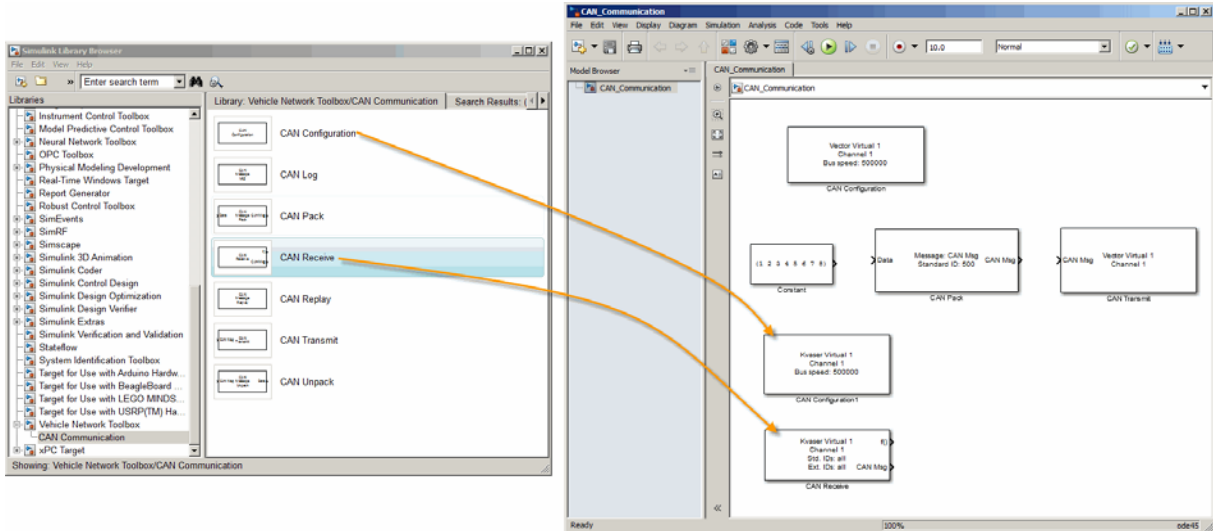 Simulink Library Browser
File Edit View Help
» Enter search term
Libraries
Instrument Control Toolbox
Model Predictive Control Toolbox
Neural Network Toolbox
OPC Toolbox
Physical Modeling Development
Real-Time Windows Target
Report Generator
Robust Control Toolbox
SimEvents
SimRF
Simscape
Simulink 3D Animation
Simulink Coder
Simulink Control Design
Simulink Design Optimization
Simulink Design Verifier
Simulink Extras
Simulink Verification and Validation
Stateflow
System Identification Toolbox
Target for Use with Arduino Hardw...
Target for Use with BeagleBoard ...
Target for Use with LEGO MINDS...
Target for Use with USRP(TM) Ha...
Vehicle Network Toolbox
CAN Communication
xPC Target
Library: Vehicle Network Toolbox/CAN Communication
Search Results: (
CAN Configuration
CAN Log
CAN Pack
CAN Receive
CAN Replay
CAN Transmit
CAN Unpack
Showing: Vehicle Network Toolbox/CAN Communication
CAN_Communication
File Edit View Display Diagram Simulation Analysis Code Tools Help
10.0
Normal
Model Browser
CAN_Communication
CAN_Communication
CAN_Communication
Vector Virtual 1
Channel 1
Bus speed: 500000
CAN Configuration
[1 2 3 4 5 6 7 8]
Constant
Data
Message: CAN Msg
Standard ID: 500
CAN Msg
CAN Pack
CAN Msg
Vector Virtual 1
Channel 1
CAN Transmit
Kvaser Virtual 1
Channel 1
Bus speed: 500000
CAN Configuration1
Kvaser Virtual 1
Channel 1
Std. IDs: all
Ext. IDs: all
f()
CAN Msg
CAN Receive
Ready
100%
ode45